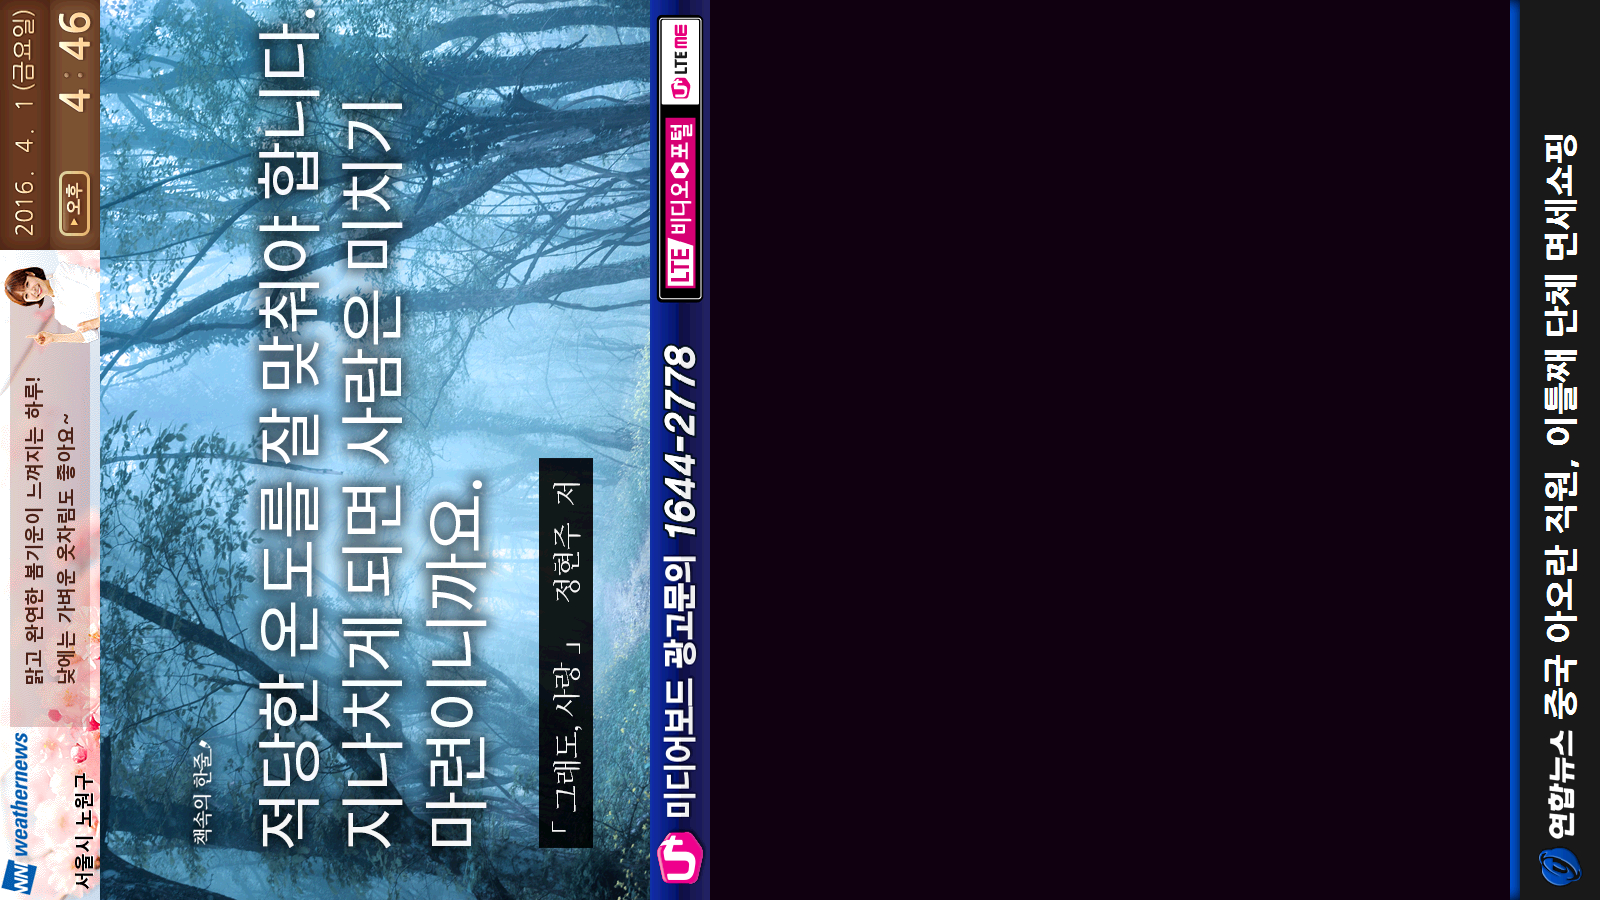 weathernews
서울시 노원구
맑고 완연한 봄기운이 느껴지는 하루!
낮에는 가벼운 옷차림도 좋아요~
2016. 4. 1 (금요일)
▸오후 4:46
책속의 한줄
적당한 온도를 잘 맞춰야 합니다.
지나치게 되면 사람은 미치기
마련이니까요.
「그래도, 사랑」 정현주 저
U+ 미디어보드 광고문의 1644-2778
LTE 비디오포털
U+ LTE ME
연합뉴스 중국 아오란 직원, 이틀째 단체 면세쇼핑